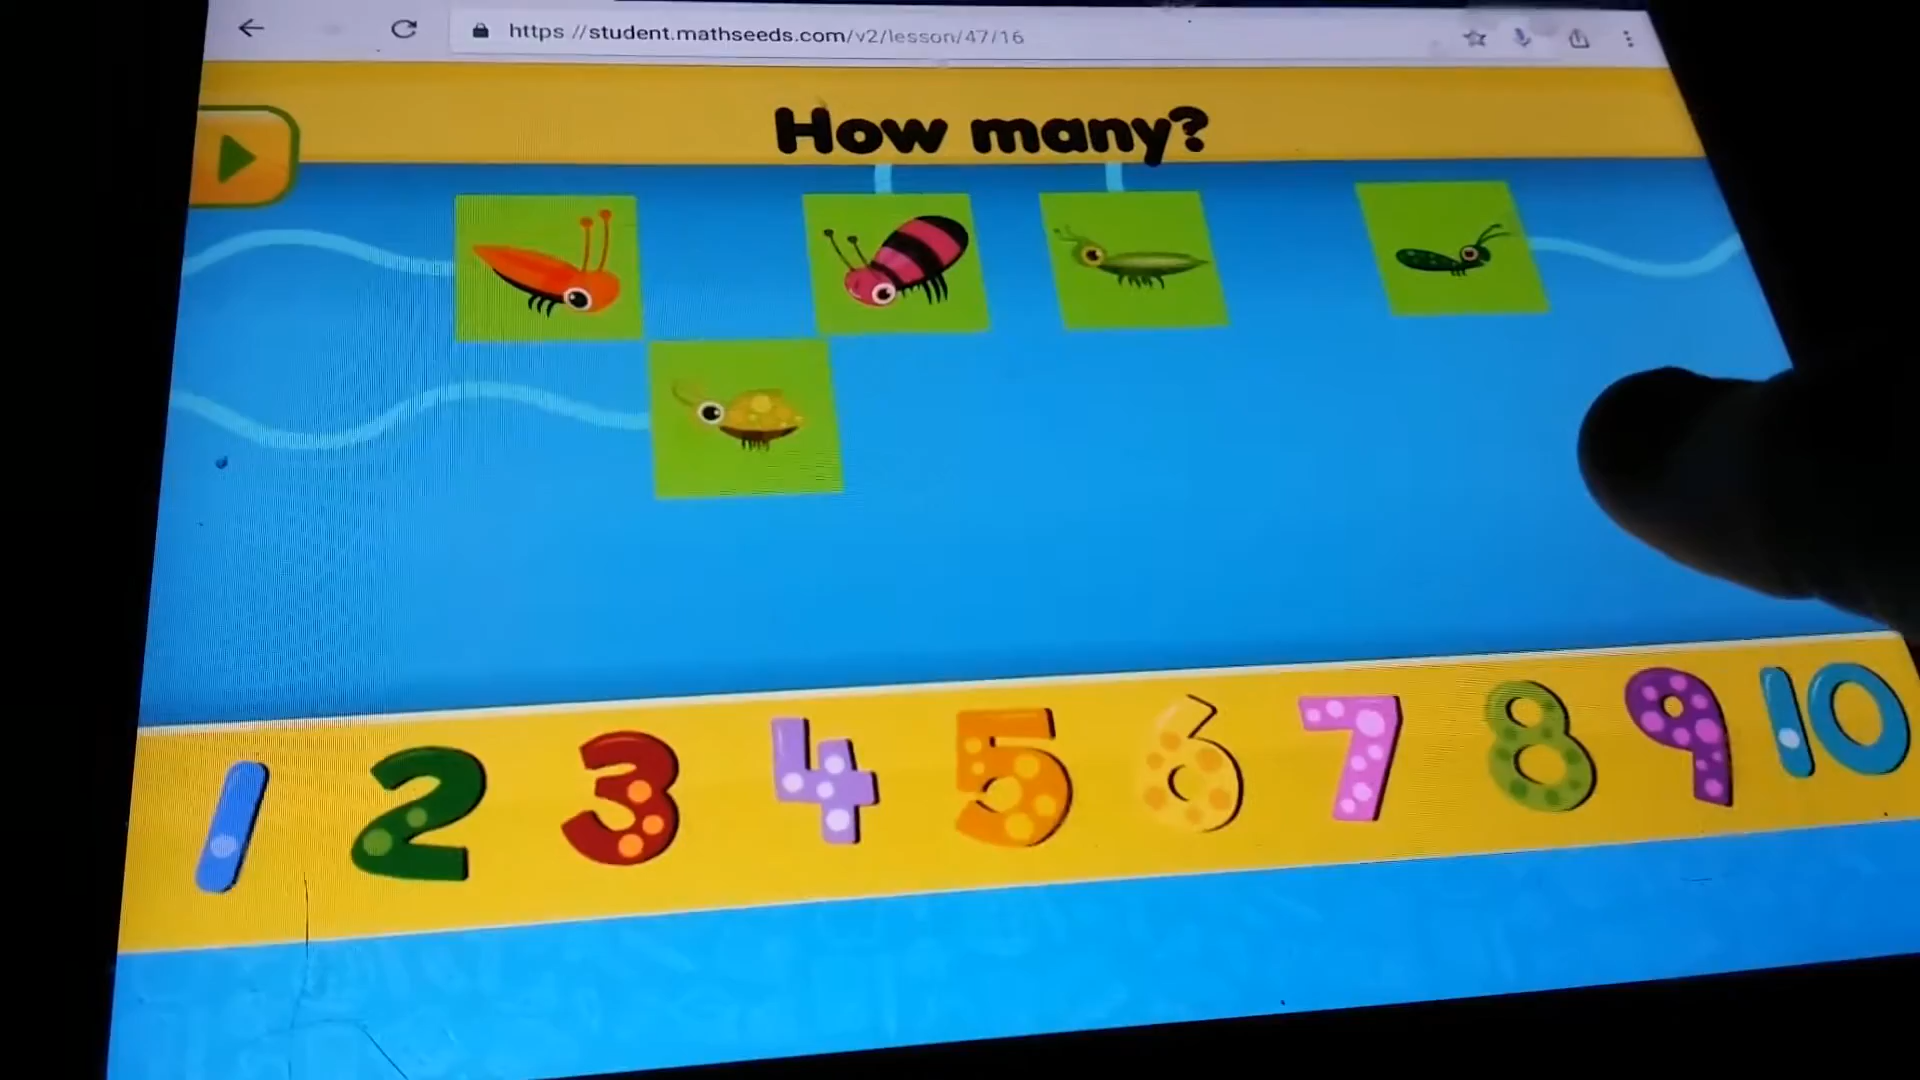 https://student.mathseeds.com/v2/lesson/47/16
How many?
1 2 3 4 5 6 7 8 9 10